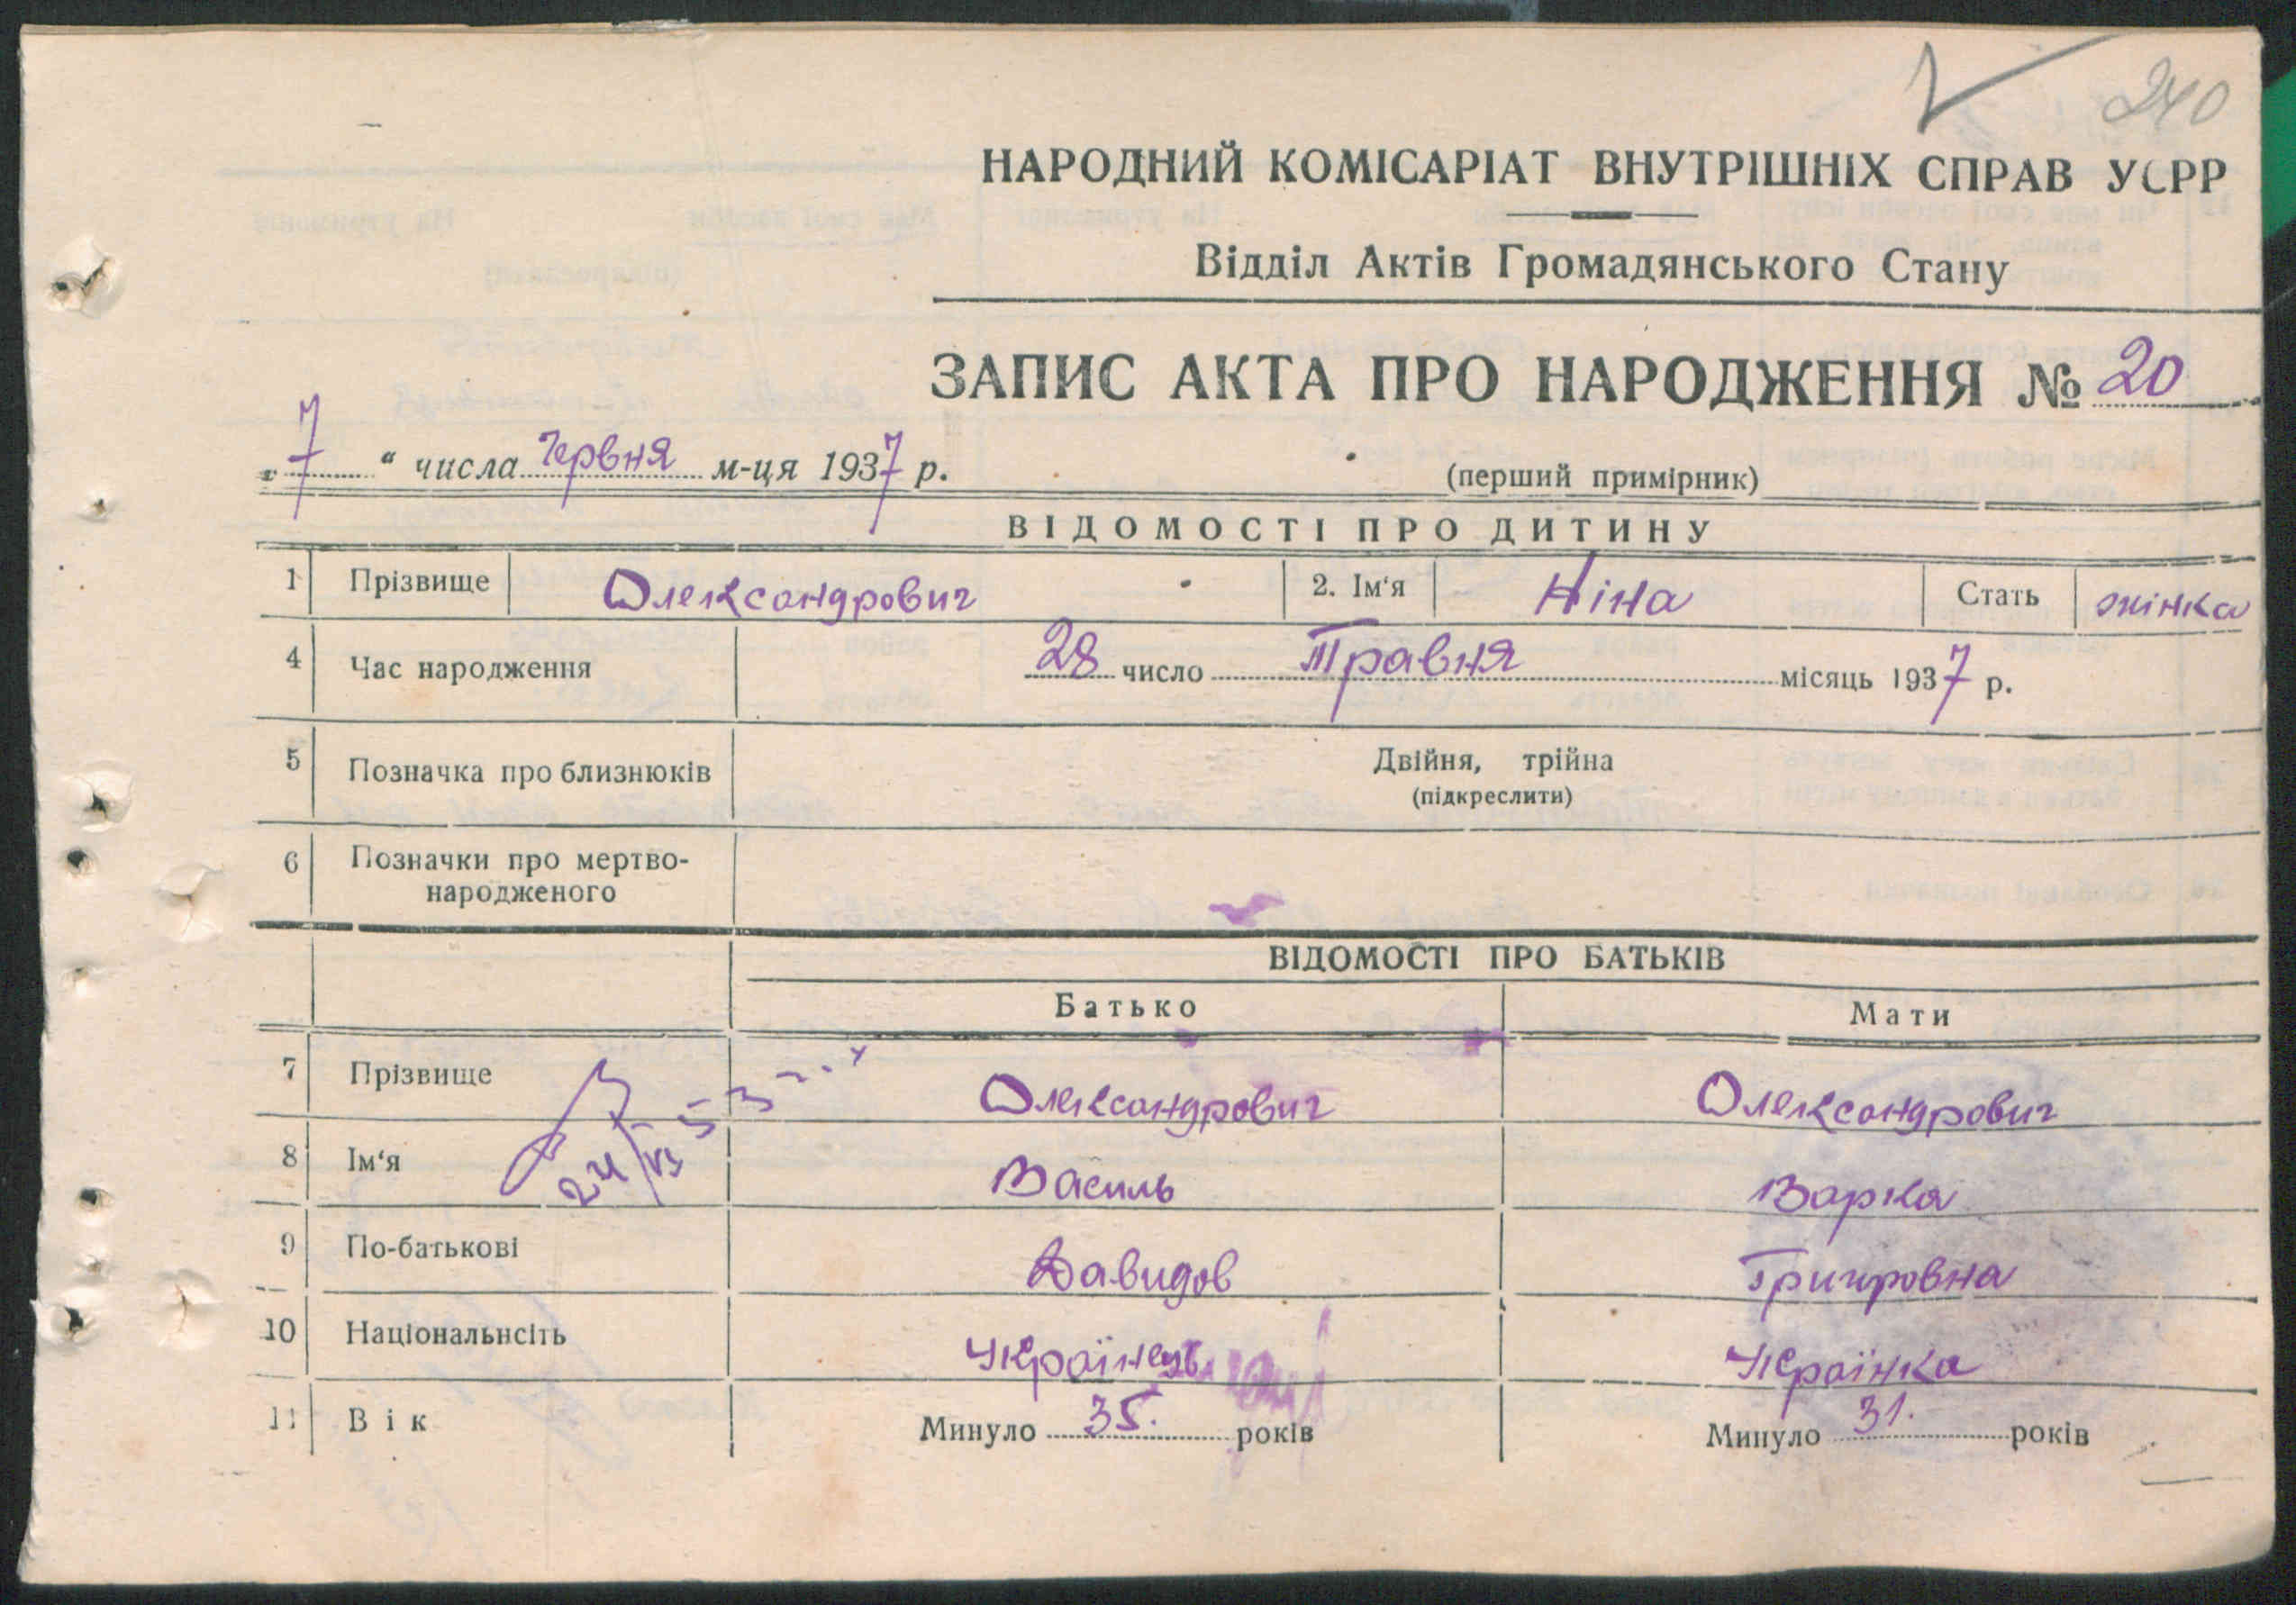 240
НАРОДНИЙ КОМІСАРІАТ ВНУТРІШНІХ СПРАВ УСРР
Відділ Актів Громадянського Стану
ЗАПИС АКТА ПРО НАРОДЖЕННЯ № 20
„ 7 “ числа Червня м-ця 1937 р.
(перший примірник)
ВІДОМОСТІ ПРО ДИТИНУ
1 Прізвище Олександрович 2. Ім‘я Ніна Стать жінка
4 Час народження 28 число Травня місяць 1937 р.
5 Позначка про близнюків Двійня, трійна
(підкреслити)
6 Позначки про мертво-
народженого
ВІДОМОСТІ ПРО БАТЬКІВ
Батько Мати
7 Прізвище Олександрович Олександрович
8 Ім‘я 24/VI 53 Василь Варка
9 По-батькові Давидов Григровна
10 Національнсіть Українець Українка
11 Вік Минуло 35. років Минуло 31. років